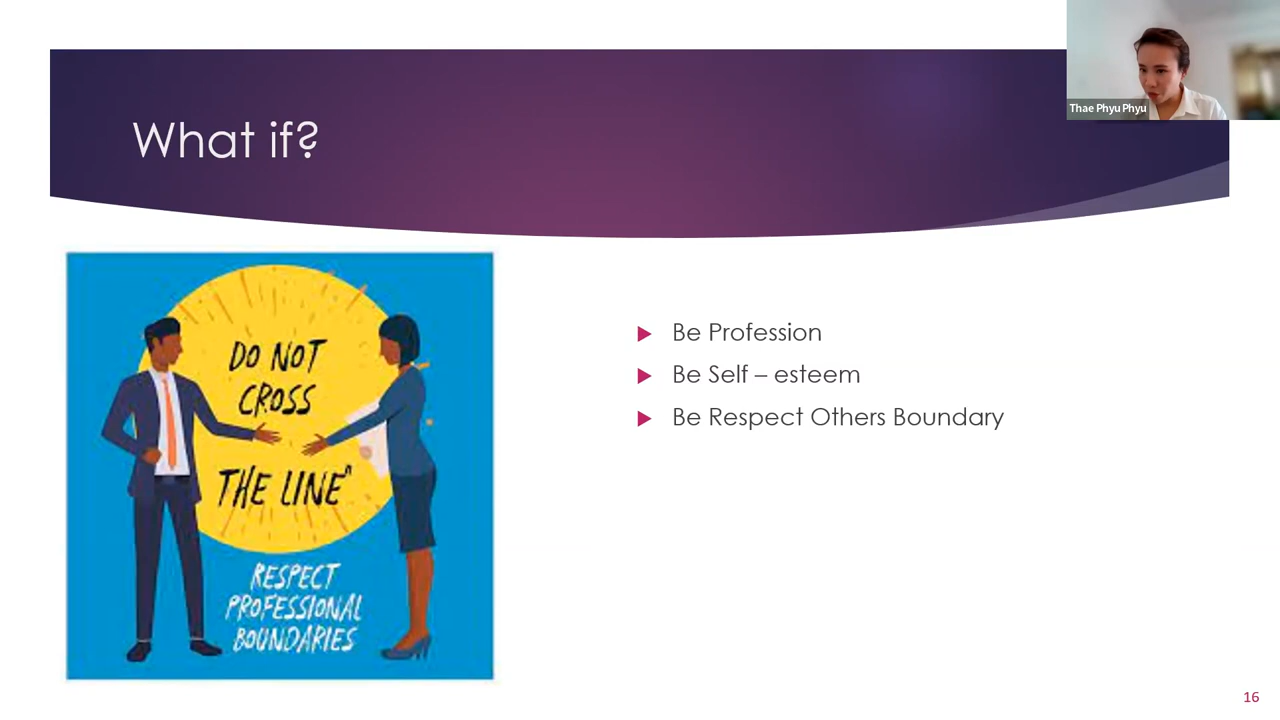 Thae Phyu Phyu
What if?
DO NOT
CROSS
THE LINE"
RESPECT
PROFESSIONAL
BOUNDARIES
Be Profession
Be Self – esteem
Be Respect Others Boundary
16